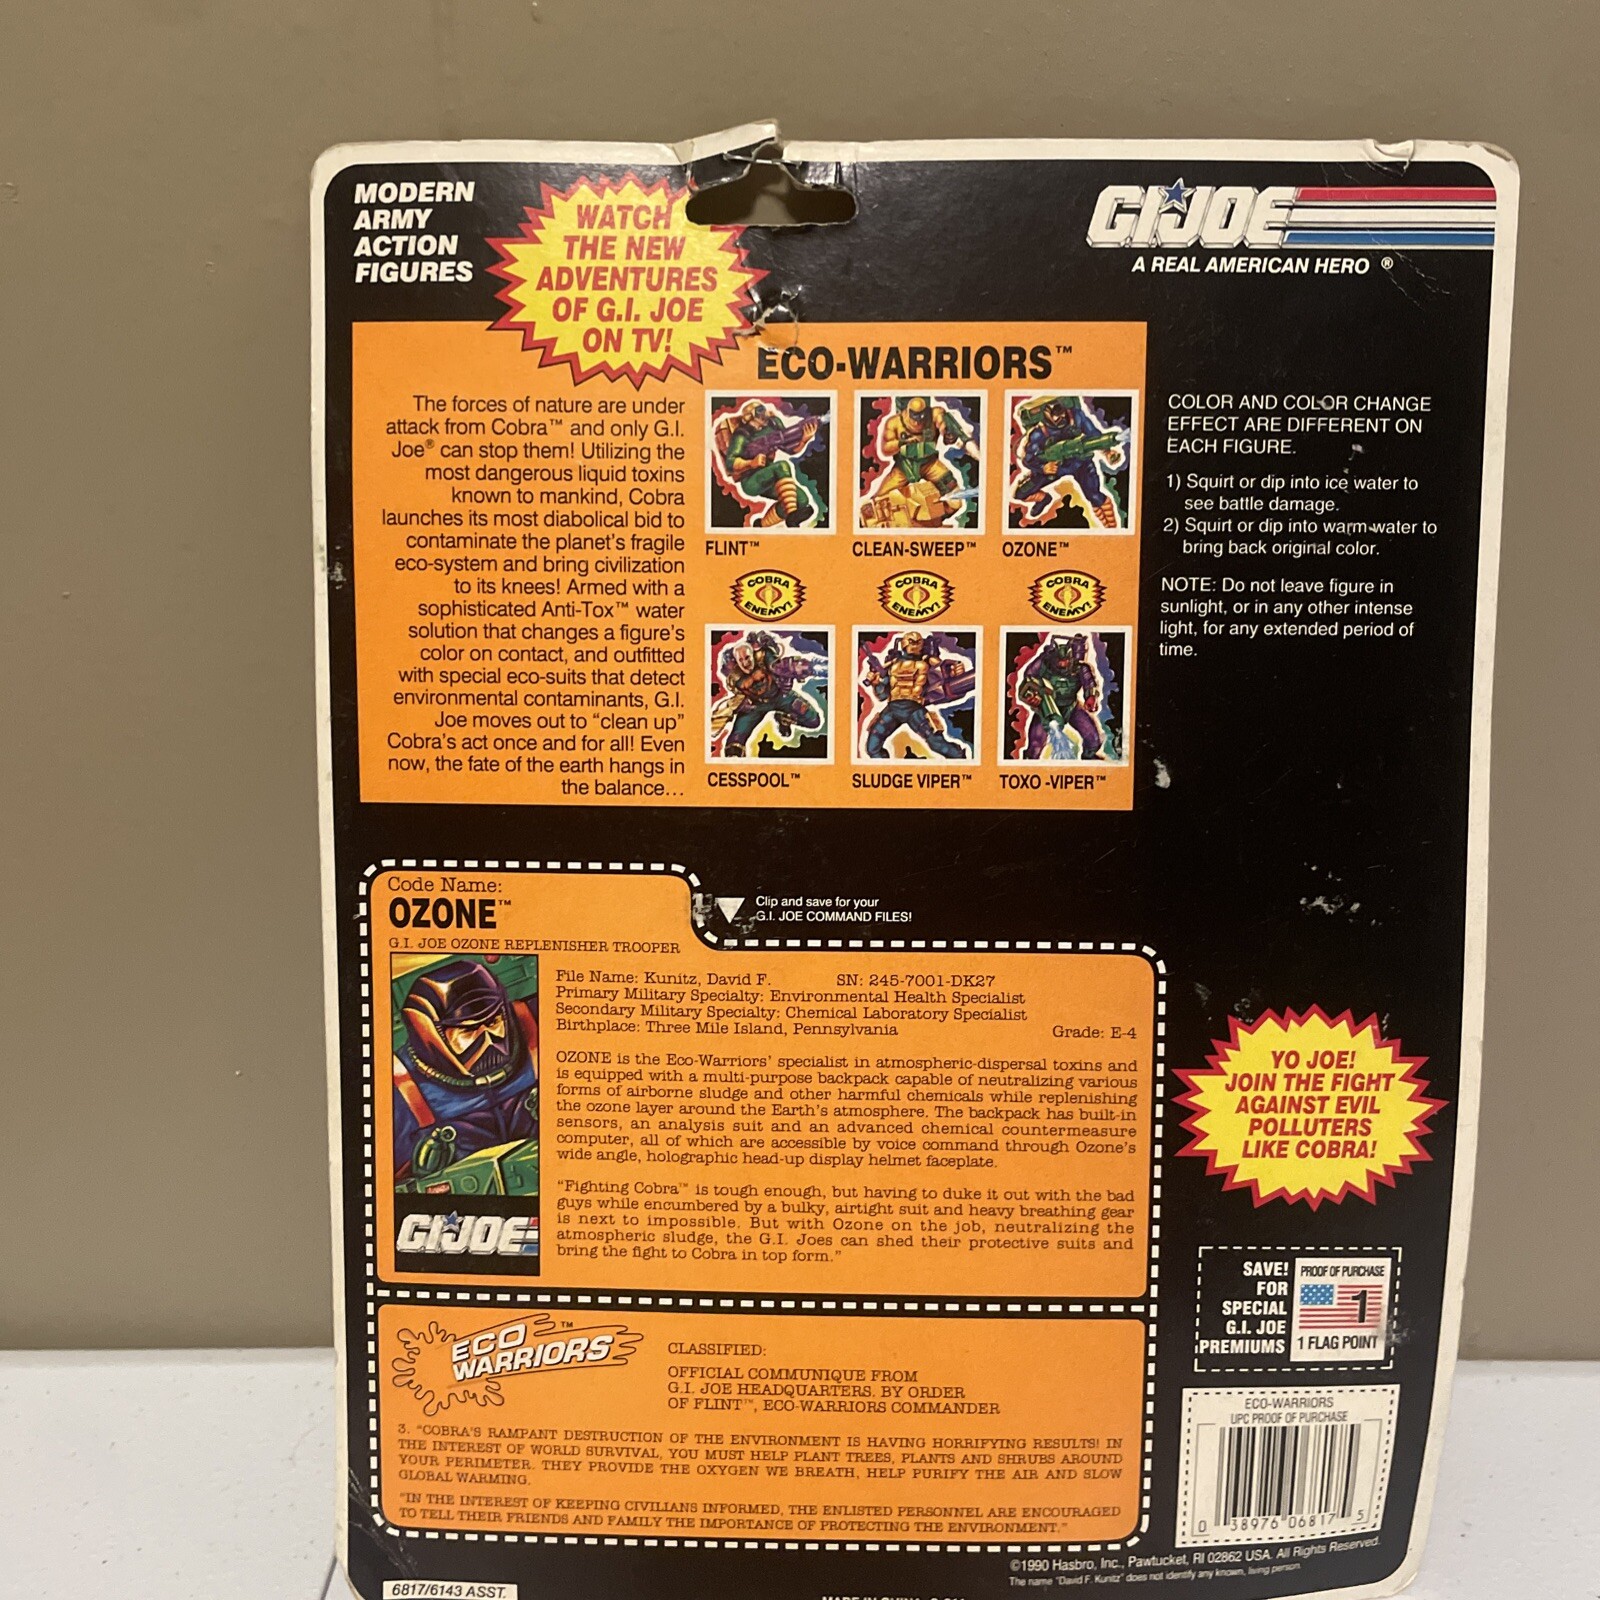 MODERN
ARMY
ACTION
FIGURES
WATCH
THE NEW
ADVENTURES
OF G.I. JOE
ON TV!
GI JOE
A REAL AMERICAN HERO ®
ECO-WARRIORS™
The forces of nature are under
attack from Cobra™ and only G.I.
Joe® can stop them! Utilizing the
most dangerous liquid toxins
known to mankind, Cobra
launches its most diabolical bid to
contaminate the planet's fragile
eco-system and bring civilization
to its knees! Armed with a
sophisticated Anti-Tox™ water
solution that changes a figure's
color on contact, and outfitted
with special eco-suits that detect
environmental contaminants, G.I.
Joe moves out to “clean up”
Cobra's act once and for all! Even
now, the fate of the earth hangs in
the balance...
FLINT™
CLEAN-SWEEP™
OZONE™
COBRA
ENEMY!
COBRA
ENEMY!
COBRA
ENEMY!
CESSPOOL™
SLUDGE VIPER™
TOXO -VIPER™
COLOR AND COLOR CHANGE
EFFECT ARE DIFFERENT ON
EACH FIGURE.
1) Squirt or dip into ice water to
see battle damage.
2) Squirt or dip into warm water to
bring back original color.
NOTE: Do not leave figure in
sunlight, or in any other intense
light, for any extended period of
time.
Code Name:
OZONE™
G.I. JOE OZONE REPLENISHER TROOPER
Clip and save for your
G.I. JOE COMMAND FILES!
File Name: Kunitz, David F. SN: 245-7001-DK27
Primary Military Specialty: Environmental Health Specialist
Secondary Military Specialty: Chemical Laboratory Specialist
Birthplace: Three Mile Island, Pennsylvania Grade: E-4
OZONE is the Eco-Warriors' specialist in atmospheric-dispersal toxins and
is equipped with a multi-purpose backpack capable of neutralizing various
forms of airborne sludge and other harmful chemicals while replenishing
the ozone layer around the Earth's atmosphere. The backpack has built-in
sensors, an analysis suit and an advanced chemical countermeasure
computer, all of which are accessible by voice command through Ozone's
wide angle, holographic head-up display helmet faceplate.
“Fighting Cobra™ is tough enough, but having to duke it out with the bad
guys while encumbered by a bulky, airtight suit and heavy breathing gear
is next to impossible. But with Ozone on the job, neutralizing the
atmospheric sludge, the G.I. Joes can shed their protective suits and
bring the fight to Cobra in top form.”
GI JOE
YO JOE!
JOIN THE FIGHT
AGAINST EVIL
POLLUTERS
LIKE COBRA!
SAVE!
FOR
SPECIAL
G.I. JOE
PREMIUMS
PROOF OF PURCHASE
1
1 FLAG POINT
ECO
WARRIORS™
CLASSIFIED:
OFFICIAL COMMUNIQUE FROM
G.I. JOE HEADQUARTERS. BY ORDER
OF FLINT™, ECO-WARRIORS COMMANDER
3. “COBRA'S RAMPANT DESTRUCTION OF THE ENVIRONMENT IS HAVING HORRIFYING RESULTS! IN
THE INTEREST OF WORLD SURVIVAL, YOU MUST HELP PLANT TREES, PLANTS AND SHRUBS AROUND
YOUR PERIMETER. THEY PROVIDE THE OXYGEN WE BREATH, HELP PURIFY THE AIR AND SLOW
GLOBAL WARMING.
“IN THE INTEREST OF KEEPING CIVILIANS INFORMED, THE ENLISTED PERSONNEL ARE ENCOURAGED
TO TELL THEIR FRIENDS AND FAMILY THE IMPORTANCE OF PROTECTING THE ENVIRONMENT.”
ECO-WARRIORS
UPC PROOF OF PURCHASE
0 38976 06817 5
©1990 Hasbro, Inc., Pawtucket, RI 02862 USA. All Rights Reserved.
The name “David F. Kunitz” does not identify any known, living person.
6817/6143 ASST.
MADE IN CHINA